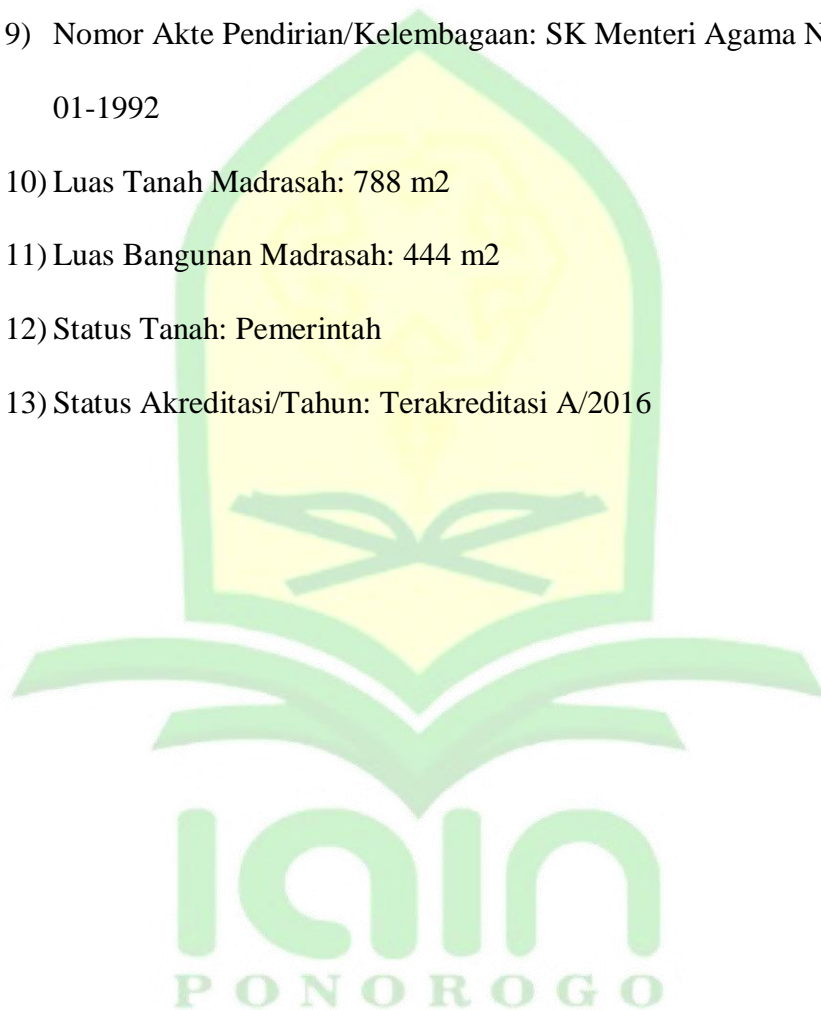 9) Nomor Akte Pendirian/Kelembagaan: SK Menteri Agama
01-1992
10) Luas Tanah Madrasah: 788 m2
11) Luas Bangunan Madrasah: 444 m2
12) Status Tanah: Pemerintah
13) Status Akreditasi/Tahun: Terakreditasi A/2016
iain
PONOROGO